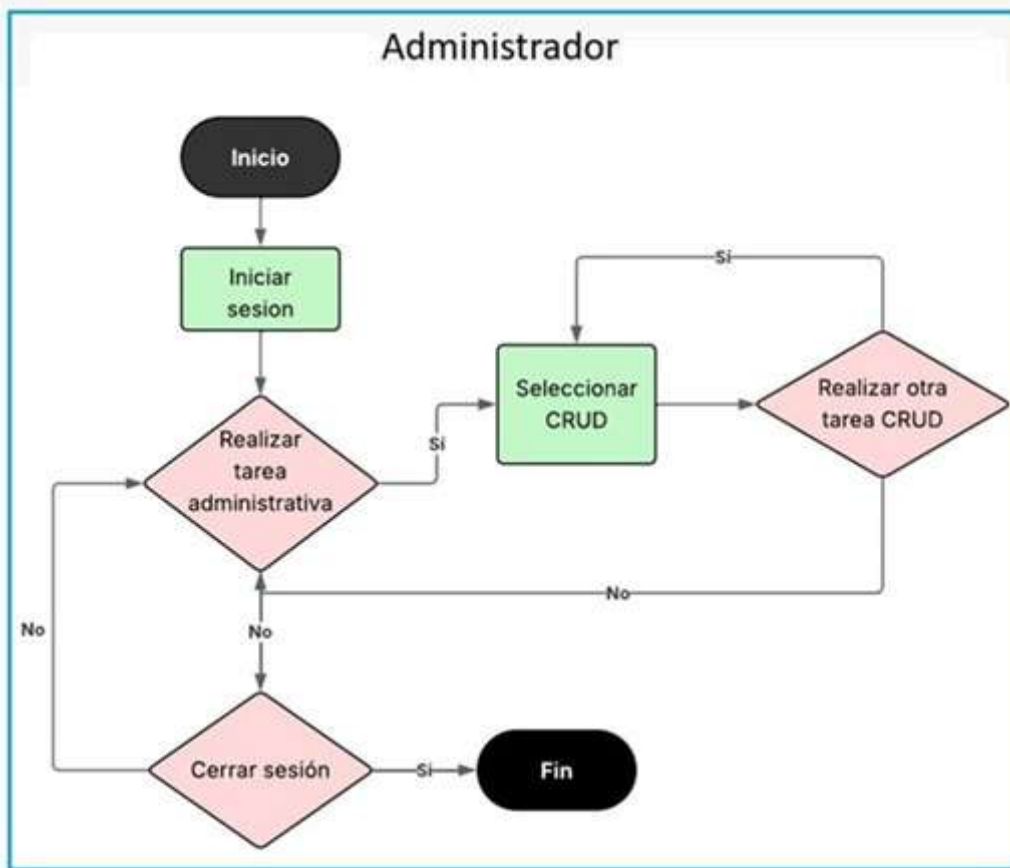 Administrador
Inicio
Iniciar
sesion
Si
Seleccionar
CRUD
Realizar otra
tarea CRUD
Realizar
tarea
administrativa
Si
No
No
No
Cerrar sesión
Si
Fin